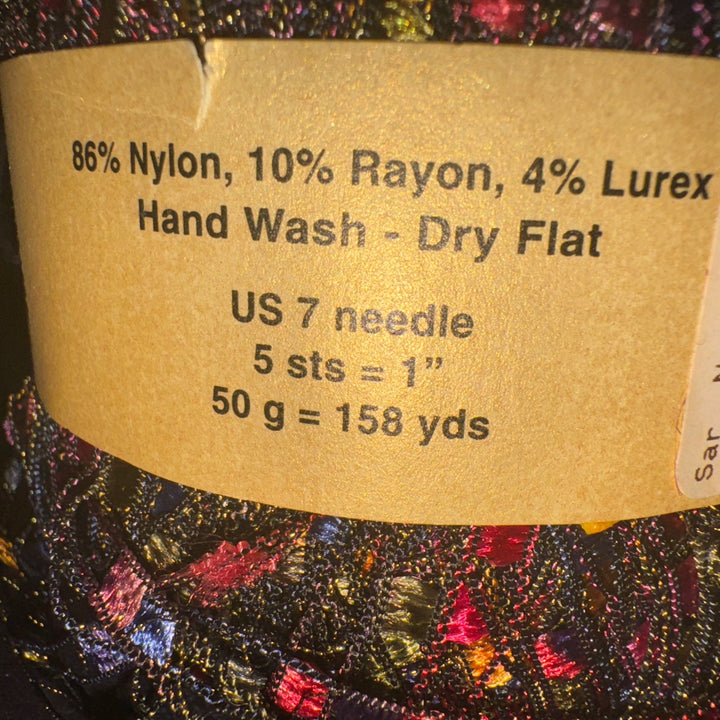 86% Nylon, 10% Rayon, 4% Lurex
Hand Wash - Dry Flat
US 7 needle
5 sts = 1”
50 g = 158 yds
Sar